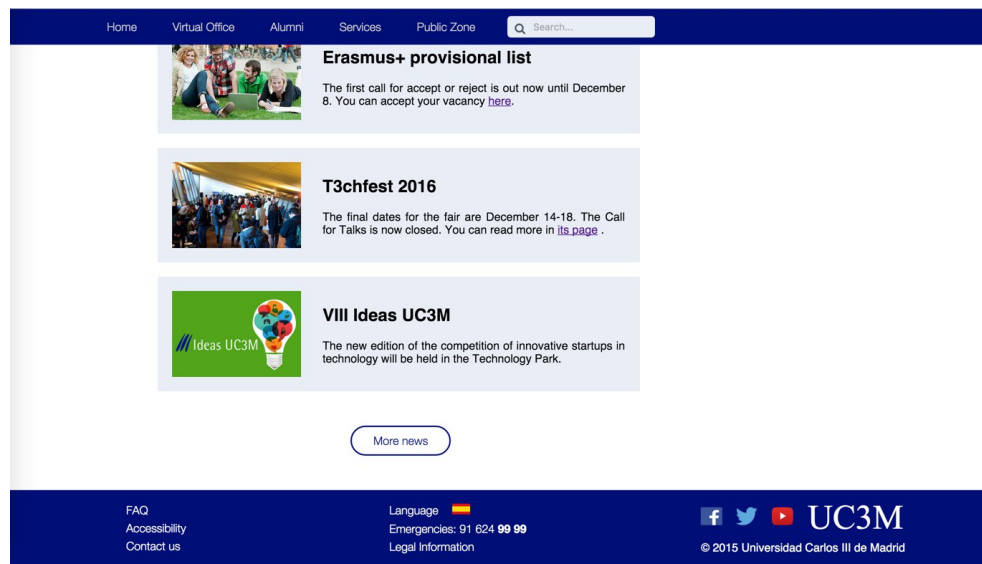 Home Virtual Office Alumni Services Public Zone Search...
Erasmus+ provisional list
The first call for accept or reject is out now until December
8. You can accept your vacancy here.
T3chfest 2016
The final dates for the fair are December 14-18. The Call
for Talks is now closed. You can read more in its page .
Ideas UC3M
VIII Ideas UC3M
The new edition of the competition of innovative startups in
technology will be held in the Technology Park.
More news
FAQ
Accessibility
Contact us
Language
Emergencies: 91 624 99 99
Legal Information
UC3M
© 2015 Universidad Carlos III de Madrid